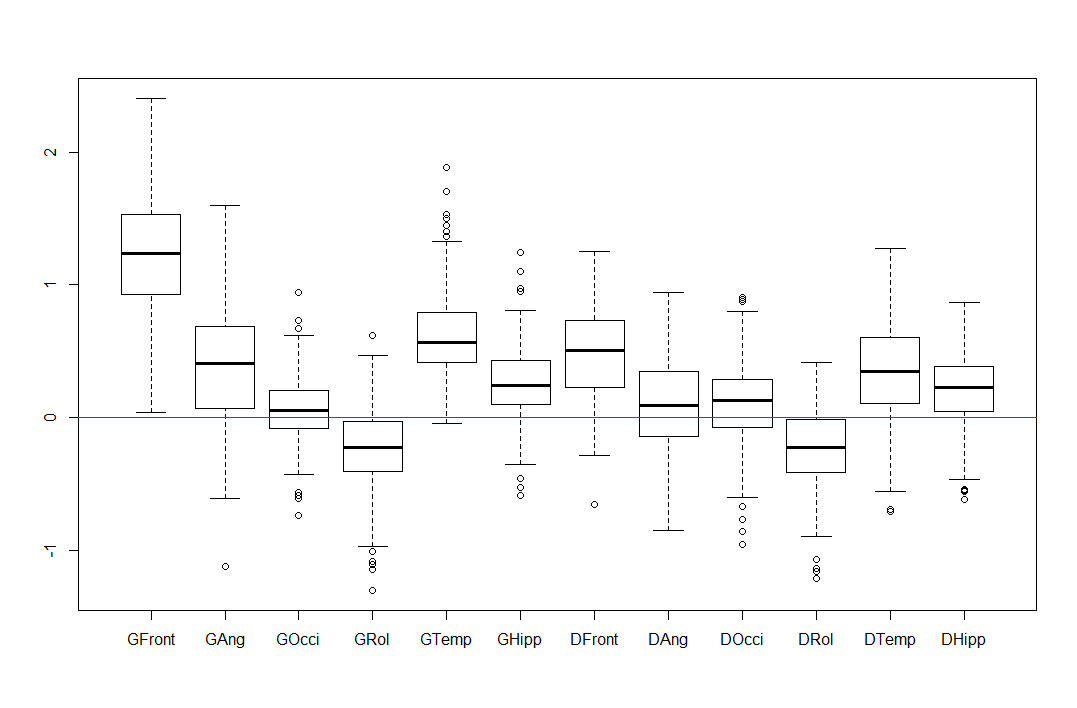 2
1
0
-1
GFront GAng GOcci GRol GTemp GHipp DFront DAng DOcci DRol DTemp DHipp